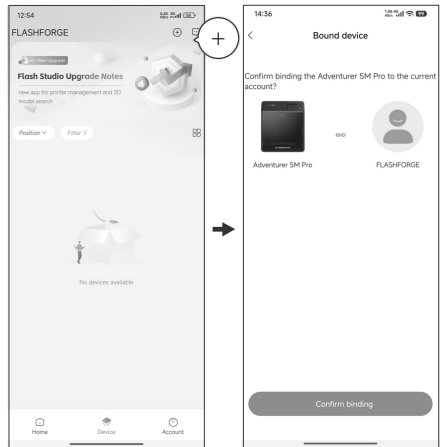 12:54
FLASHFORGE
Flash Studio Upgrade Notes
new app for printer management and 3D
model search
Position
Filter
No devices available
Home
Device
Account
14:36
Bound device
Confirm binding the Adventurer 5M Pro to the current
account?
Adventurer 5M Pro
FLASHFORGE
Confirm binding